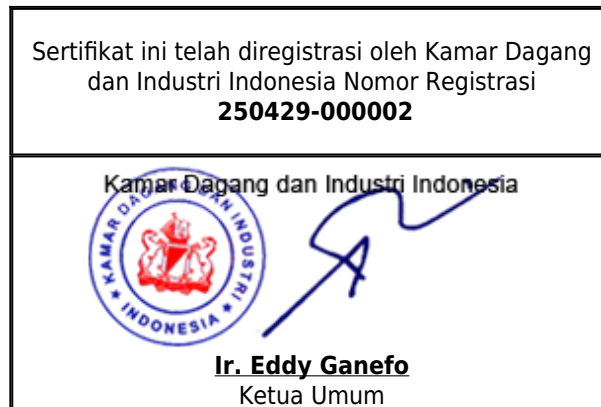 Sertifikat ini telah diregistrasi oleh Kamar Dagang
dan Industri Indonesia Nomor Registrasi
250429-000002
Kamar Dagang dan Industri Indonesia
KAMAR DAGANG DAN INDUSTRI
INDONESIA
Ir. Eddy Ganefo
Ketua Umum